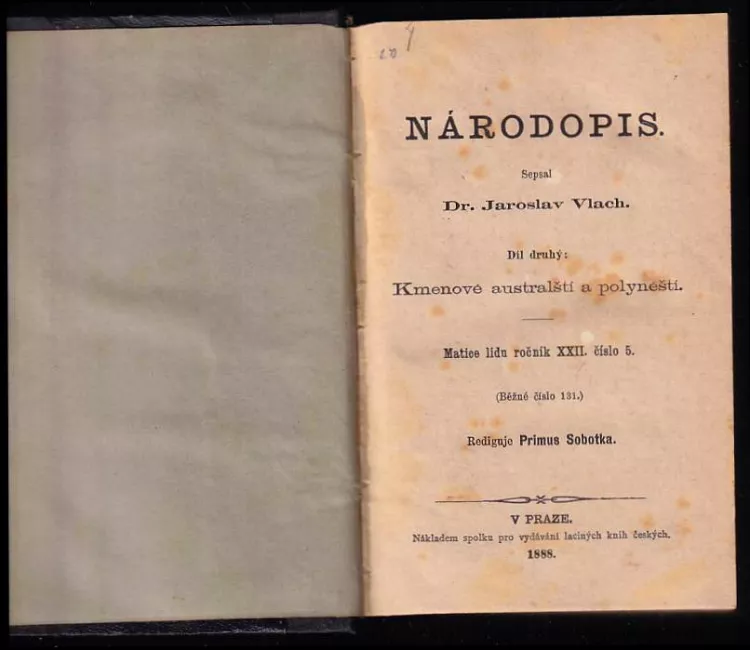 NÁRODOPIS.
Sepsal
Dr. Jaroslav Vlach.
Díl druhý:
Kmenové australští a polynéští.
Matice lidu ročník XXII. číslo 5.
(Běžné číslo 131.)
Rediguje Primus Sobotka.
V PRAZE.
Nákladem spolku pro vydávání laciných knih českých.
1888.